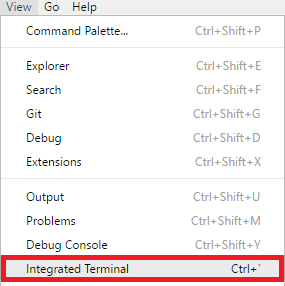 View Go Help
Command Palette... Ctrl+Shift+P
Explorer Ctrl+Shift+E
Search Ctrl+Shift+F
Git Ctrl+Shift+G
Debug Ctrl+Shift+D
Extensions Ctrl+Shift+X
Output Ctrl+Shift+U
Problems Ctrl+Shift+M
Debug Console Ctrl+Shift+Y
Integrated Terminal Ctrl+`